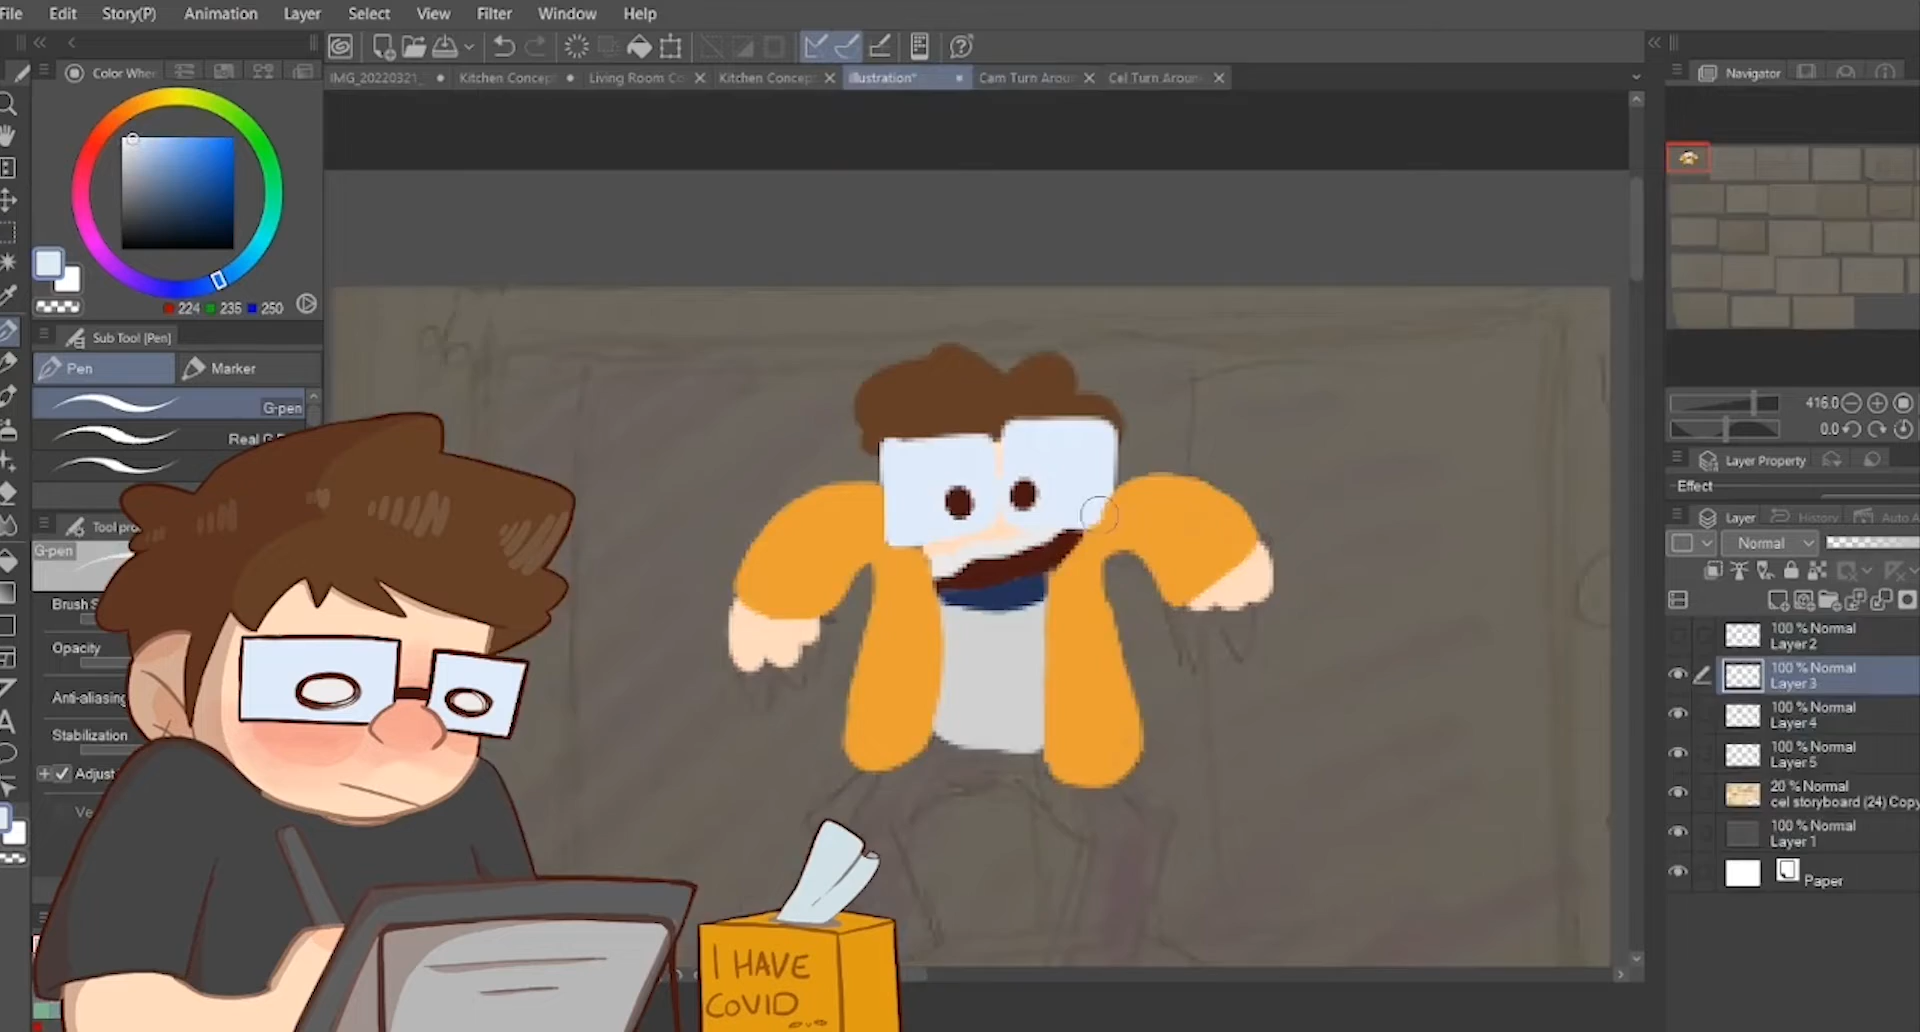 File Edit Story(P) Animation Layer Select View Filter Window Help
Color Whe
IMG_20220321_ Kitchen Concep Living Room Co Kitchen Concep Illustration* Cam Turn Aroun Cel Turn Aroun
Navigator
224 235 250
Sub Tool [Pen]
Pen Marker
G-pen
Real G-
Tool pro
G-pen
Brush S
Opacity
Anti-aliasing
Stabilization
Adjust
Ve
416.0
0.0
Layer Property
Effect
Layer History Auto A
Normal
100 % Normal
Layer 2
100 % Normal
Layer 3
100 % Normal
Layer 4
100 % Normal
Layer 5
20 % Normal
cel storyboard (24) Copy
100 % Normal
Layer 1
Paper
I HAVE
COVID